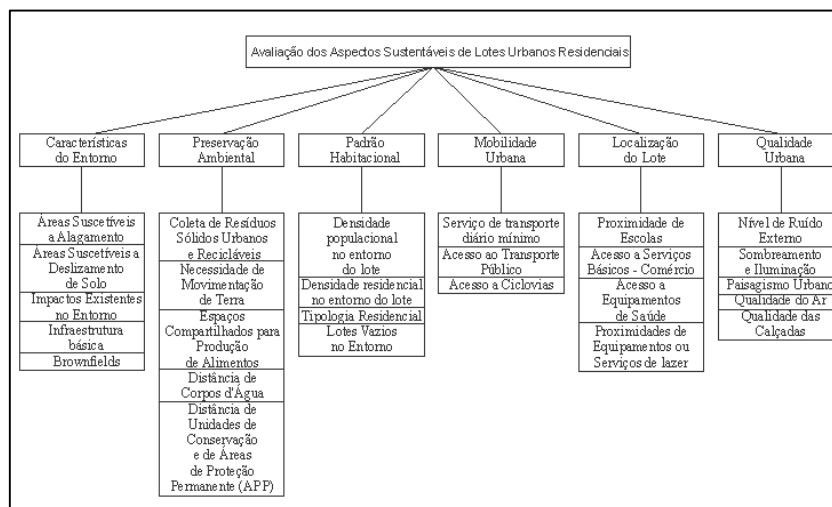 Avaliação dos Aspectos Sustentáveis de Lotes Urbanos Residenciais
Características
do Entorno
Preservação
Ambiental
Padrão
Habitacional
Mobilidade
Urbana
Localização
do Lote
Qualidade
Urbana
Áreas Suscetíveis
a Alagamento
Áreas Suscetíveis a
Deslizamento
de Solo
Impactos Existentes
no Entorno
Infraestrutura
básica
Brownfields
Coleta de Resíduos
Sólidos Urbanos
e Recicláveis
Necessidade de
Movimentação
de Terra
Espaços
Compartilhados para
Produção
de Alimentos
Distância de
Corpos d'Água
Distância de
Unidades de
Conservação
e de Áreas
de Proteção
Permanente (APP)
Densidade
populacional
no entorno
do lote
Densidade residencial
no entorno do lote
Tipologia Residencial
Lotes Vazios
no Entorno
Serviço de transporte
diário mínimo
Acesso ao Transporte
Público
Acesso a Ciclovias
Proximidade de
Escolas
Acesso a Serviços
Básicos - Comércio
Acesso a
Equipamentos
de Saúde
Proximidades de
Equipamentos ou
Serviços de lazer
Nível de Ruído
Externo
Sombreamento
e Iluminação
Paisagismo Urbano
Qualidade do Ar
Qualidade das
Calçadas